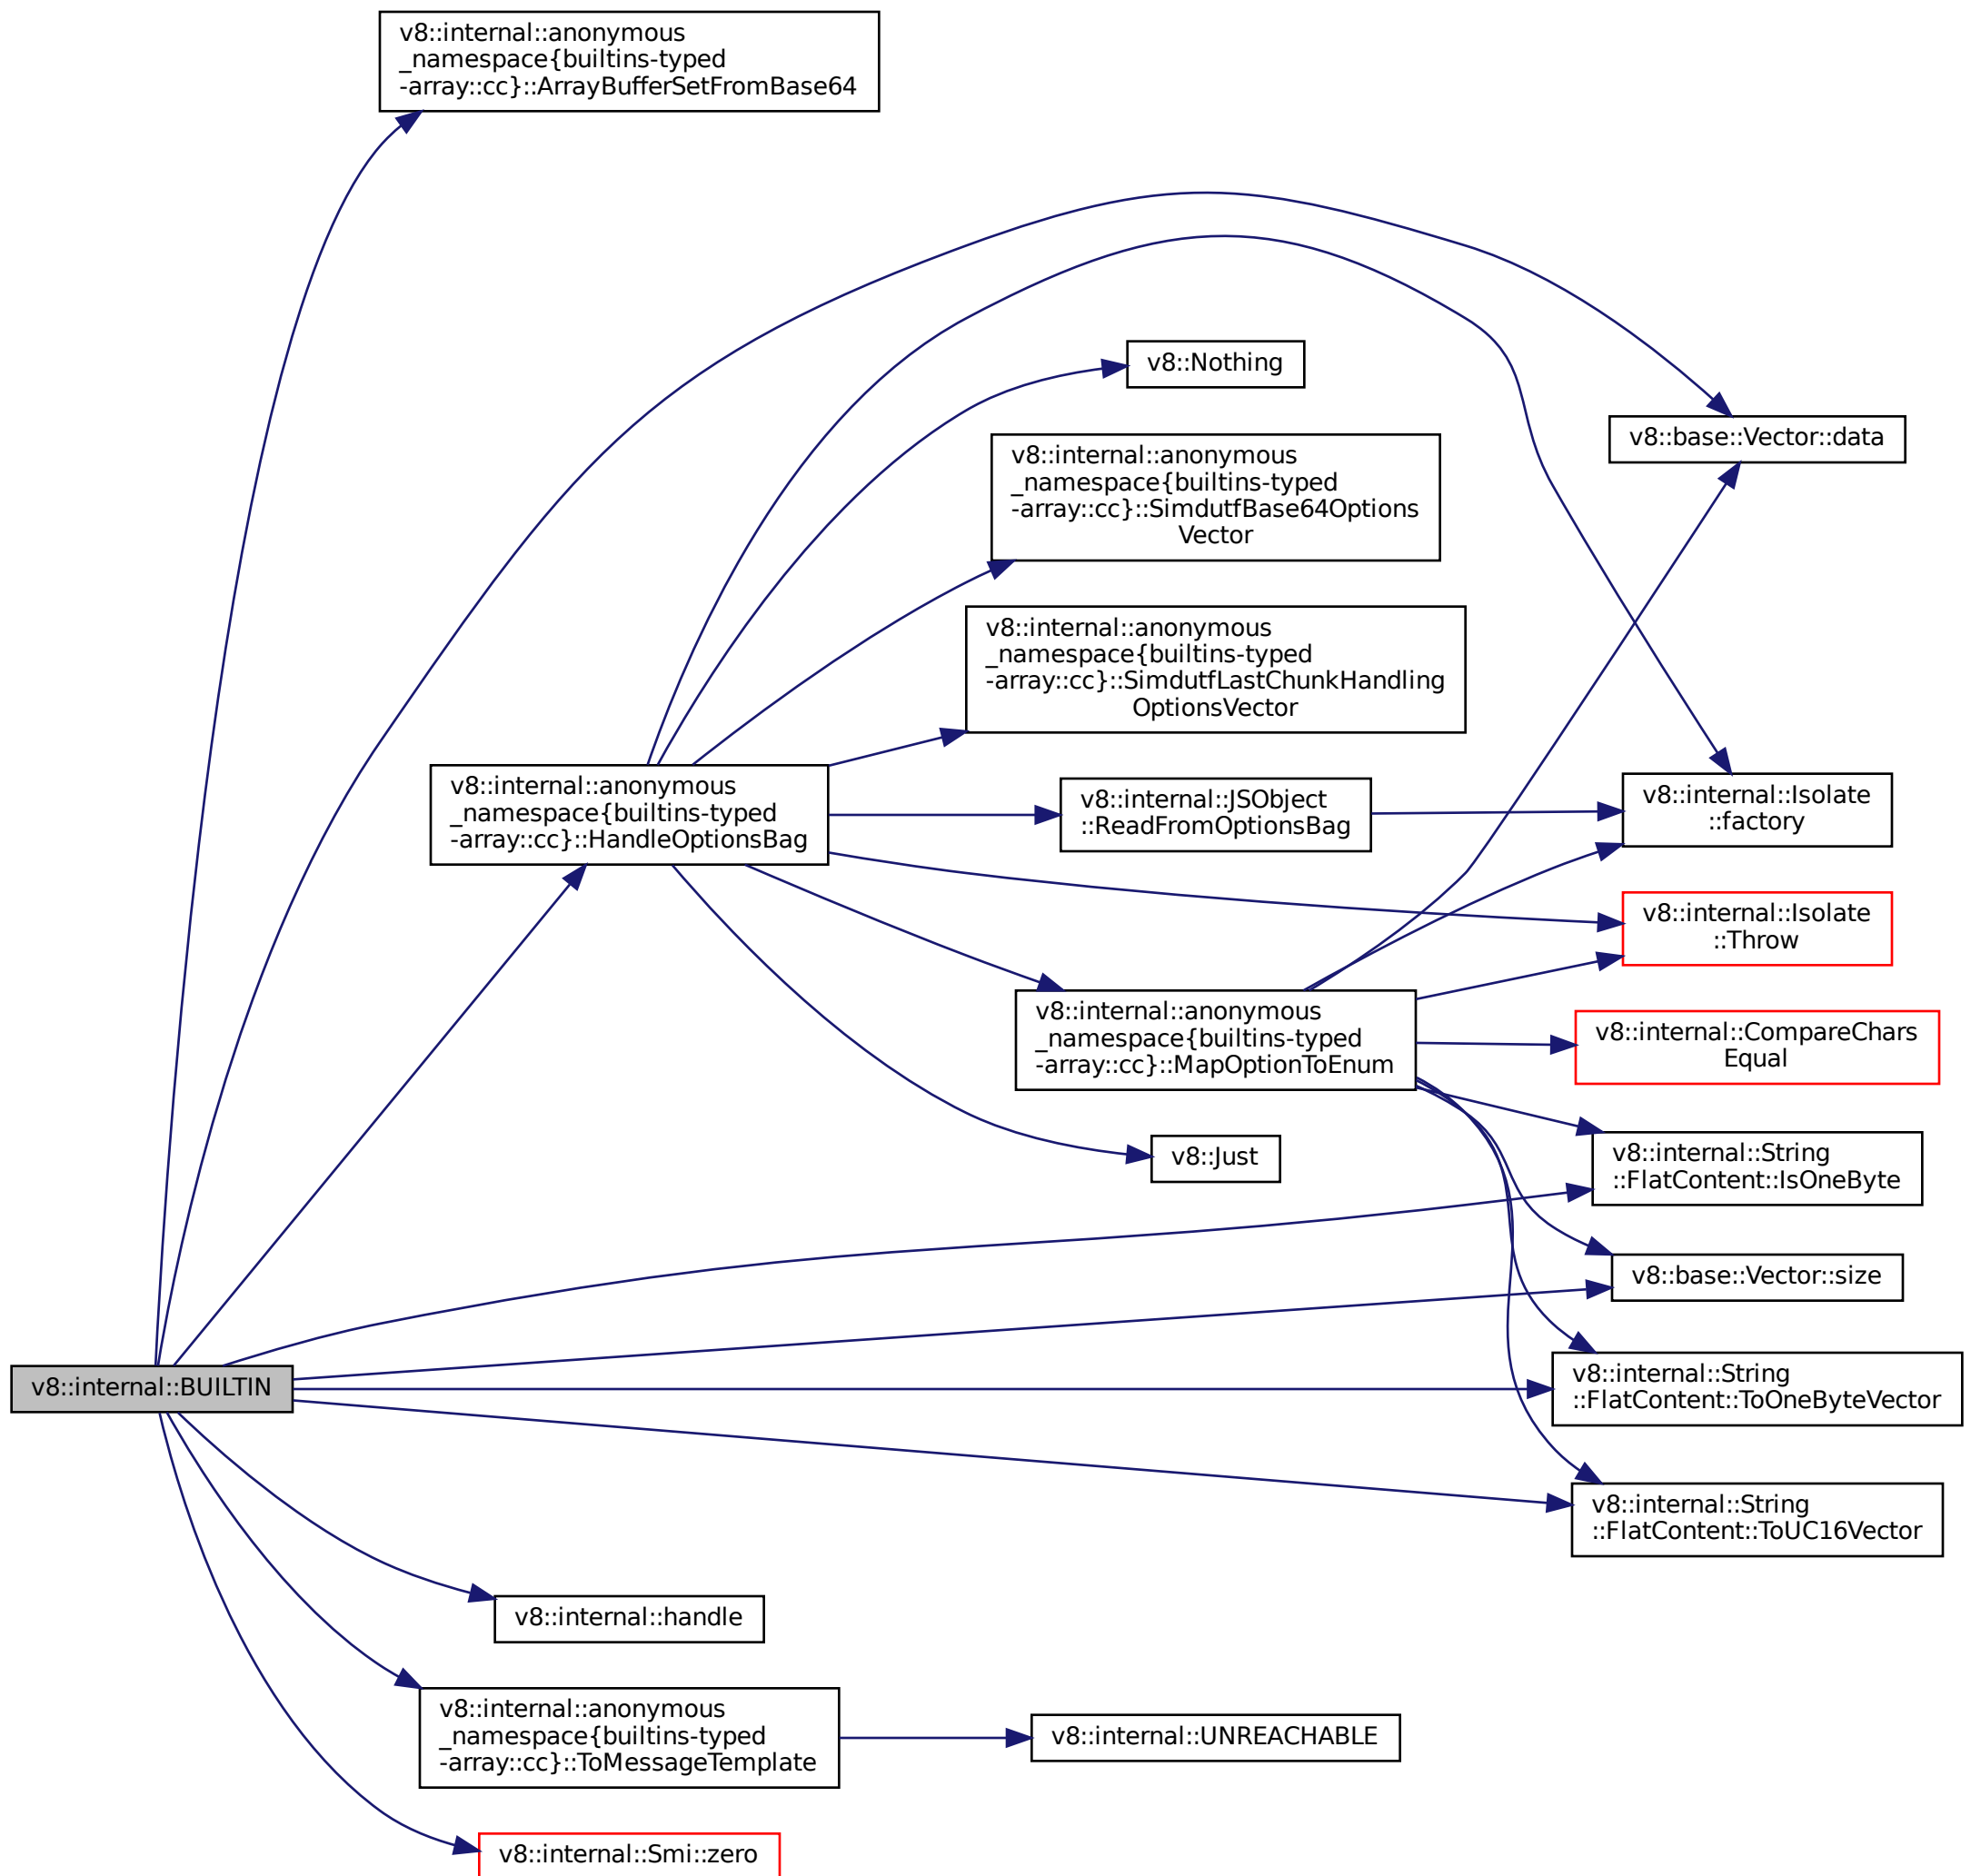 v8::internal::anonymous
_namespace{builtins-typed
-array::cc}::ArrayBufferSetFromBase64
v8::Nothing
v8::base::Vector::data
v8::internal::anonymous
_namespace{builtins-typed
-array::cc}::SimdutfBase64Options
Vector
v8::internal::anonymous
_namespace{builtins-typed
-array::cc}::SimdutfLastChunkHandling
OptionsVector
v8::internal::anonymous
_namespace{builtins-typed
-array::cc}::HandleOptionsBag
v8::internal::JSObject
::ReadFromOptionsBag
v8::internal::Isolate
::factory
v8::internal::Isolate
::Throw
v8::internal::anonymous
_namespace{builtins-typed
-array::cc}::MapOptionToEnum
v8::internal::CompareChars
Equal
v8::Just
v8::internal::String
::FlatContent::IsOneByte
v8::base::Vector::size
v8::internal::BUILTIN
v8::internal::String
::FlatContent::ToOneByteVector
v8::internal::String
::FlatContent::ToUC16Vector
v8::internal::handle
v8::internal::anonymous
_namespace{builtins-typed
-array::cc}::ToMessageTemplate
v8::internal::UNREACHABLE
v8::internal::Smi::zero